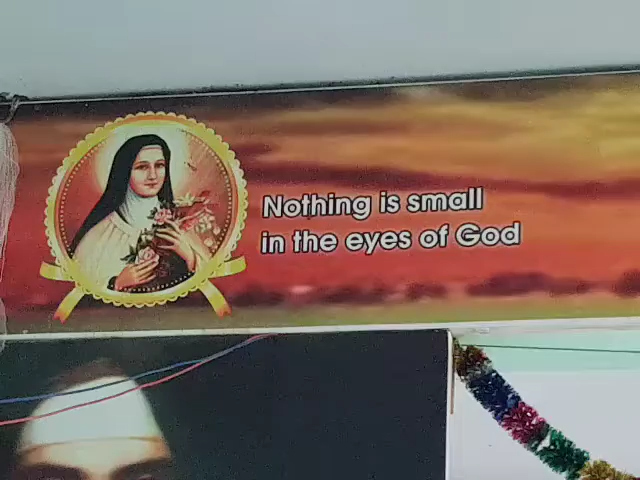 Nothing is small
in the eyes of God